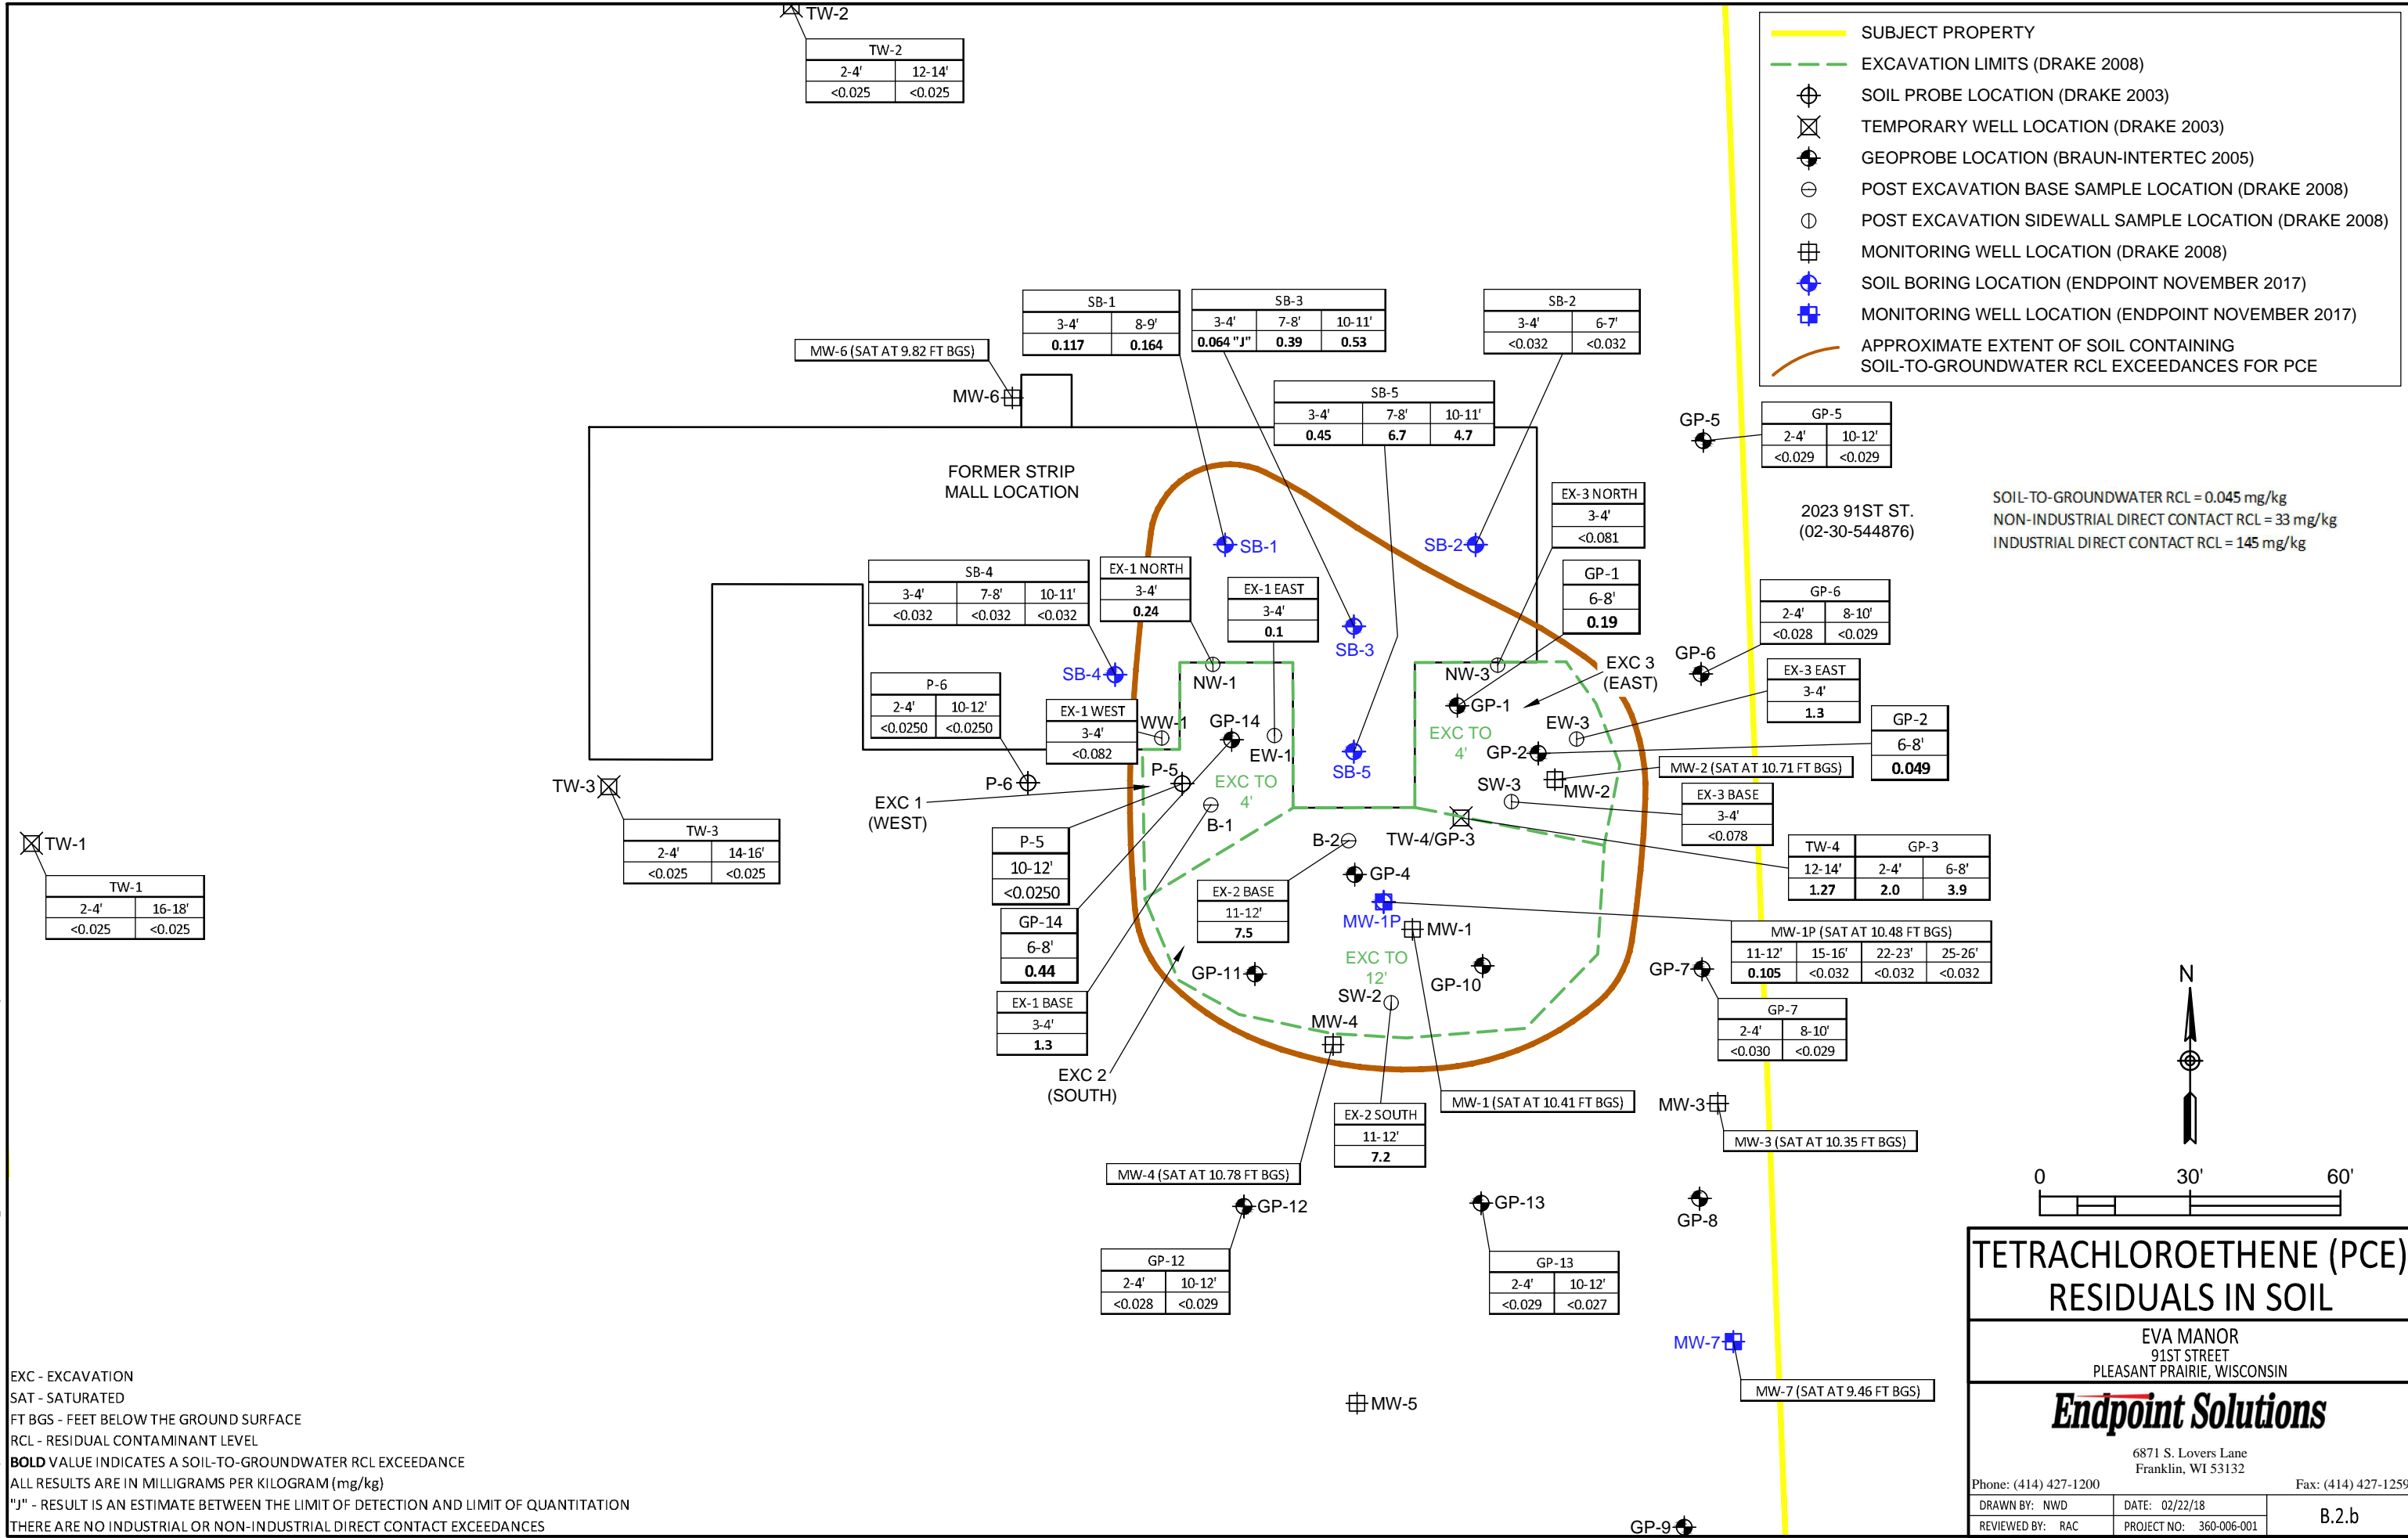 TW-2
TW-2
2-4' 12-14'
<0.025 <0.025
SUBJECT PROPERTY
EXCAVATION LIMITS (DRAKE 2008)
SOIL PROBE LOCATION (DRAKE 2003)
TEMPORARY WELL LOCATION (DRAKE 2003)
GEOPROBE LOCATION (BRAUN-INTERTEC 2005)
POST EXCAVATION BASE SAMPLE LOCATION (DRAKE 2008)
POST EXCAVATION SIDEWALL SAMPLE LOCATION (DRAKE 2008)
MONITORING WELL LOCATION (DRAKE 2008)
SOIL BORING LOCATION (ENDPOINT NOVEMBER 2017)
MONITORING WELL LOCATION (ENDPOINT NOVEMBER 2017)
APPROXIMATE EXTENT OF SOIL CONTAINING
SOIL-TO-GROUNDWATER RCL EXCEEDANCES FOR PCE
SB-1
3-4' 8-9'
0.117 0.164
SB-3
3-4' 7-8' 10-11'
0.064 "J" 0.39 0.53
SB-2
3-4' 6-7'
<0.032 <0.032
MW-6 (SAT AT 9.82 FT BGS)
MW-6
SB-5
3-4' 7-8' 10-11'
0.45 6.7 4.7
GP-5
GP-5
2-4' 10-12'
<0.029 <0.029
FORMER STRIP
MALL LOCATION
EX-3 NORTH
3-4'
<0.081
2023 91ST ST.
(02-30-544876)
SOIL-TO-GROUNDWATER RCL = 0.045 mg/kg
NON-INDUSTRIAL DIRECT CONTACT RCL = 33 mg/kg
INDUSTRIAL DIRECT CONTACT RCL = 145 mg/kg
SB-1
SB-2
SB-4
3-4' 7-8' 10-11'
<0.032 <0.032 <0.032
EX-1 NORTH
3-4'
0.24
EX-1 EAST
3-4'
0.1
GP-1
6-8'
0.19
GP-6
2-4' 8-10'
<0.028 <0.029
SB-3
SB-4
NW-1
NW-3
EXC 3
(EAST)
GP-6
EX-3 EAST
3-4'
1.3
P-6
2-4' 10-12'
<0.0250 <0.0250
EX-1 WEST
3-4'
<0.082
WW-1
GP-14
EW-1
GP-1
EXC TO
4'
EW-3
GP-2
GP-2
6-8'
0.049
SB-5
MW-2 (SAT AT 10.71 FT BGS)
MW-2
SW-3
TW-3
P-6
P-5
EXC TO
4'
B-1
EXC 1
(WEST)
EX-3 BASE
3-4'
<0.078
TW-3
2-4' 14-16'
<0.025 <0.025
TW-1
TW-1
2-4' 16-18'
<0.025 <0.025
P-5
10-12'
<0.0250
B-2
TW-4/GP-3
TW-4 GP-3
12-14' 2-4' 6-8'
1.27 2.0 3.9
GP-4
EX-2 BASE
11-12'
7.5
GP-14
6-8'
0.44
MW-1P
MW-1
MW-1P (SAT AT 10.48 FT BGS)
11-12' 15-16' 22-23' 25-26'
0.105 <0.032 <0.032 <0.032
EXC TO
12'
GP-11
GP-10
GP-7
SW-2
EX-1 BASE
3-4'
1.3
MW-4
GP-7
2-4' 8-10'
<0.030 <0.029
N
EXC 2
(SOUTH)
MW-1 (SAT AT 10.41 FT BGS)
EX-2 SOUTH
11-12'
7.2
MW-3
MW-3 (SAT AT 10.35 FT BGS)
MW-4 (SAT AT 10.78 FT BGS)
GP-12
GP-13
GP-8
0 30' 60'
GP-12
2-4' 10-12'
<0.028 <0.029
GP-13
2-4' 10-12'
<0.029 <0.027
MW-7
MW-7 (SAT AT 9.46 FT BGS)
MW-5
GP-9
EXC - EXCAVATION
SAT - SATURATED
FT BGS - FEET BELOW THE GROUND SURFACE
RCL - RESIDUAL CONTAMINANT LEVEL
BOLD VALUE INDICATES A SOIL-TO-GROUNDWATER RCL EXCEEDANCE
ALL RESULTS ARE IN MILLIGRAMS PER KILOGRAM (mg/kg)
"J" - RESULT IS AN ESTIMATE BETWEEN THE LIMIT OF DETECTION AND LIMIT OF QUANTITATION
THERE ARE NO INDUSTRIAL OR NON-INDUSTRIAL DIRECT CONTACT EXCEEDANCES
TETRACHLOROETHENE (PCE)
RESIDUALS IN SOIL
EVA MANOR
91ST STREET
PLEASANT PRAIRIE, WISCONSIN
Endpoint Solutions
6871 S. Lovers Lane
Franklin, WI 53132
Phone: (414) 427-1200 Fax: (414) 427-1259
DRAWN BY: NWD DATE: 02/22/18
REVIEWED BY: RAC PROJECT NO: 360-006-001
B.2.b